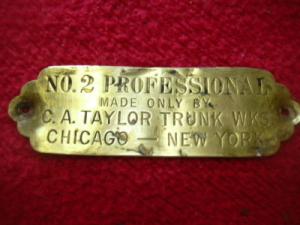 NO. 2 PROFESSIONAL
MADE ONLY BY
C. A. TAYLOR TRUNK WKS
CHICAGO — NEW YORK